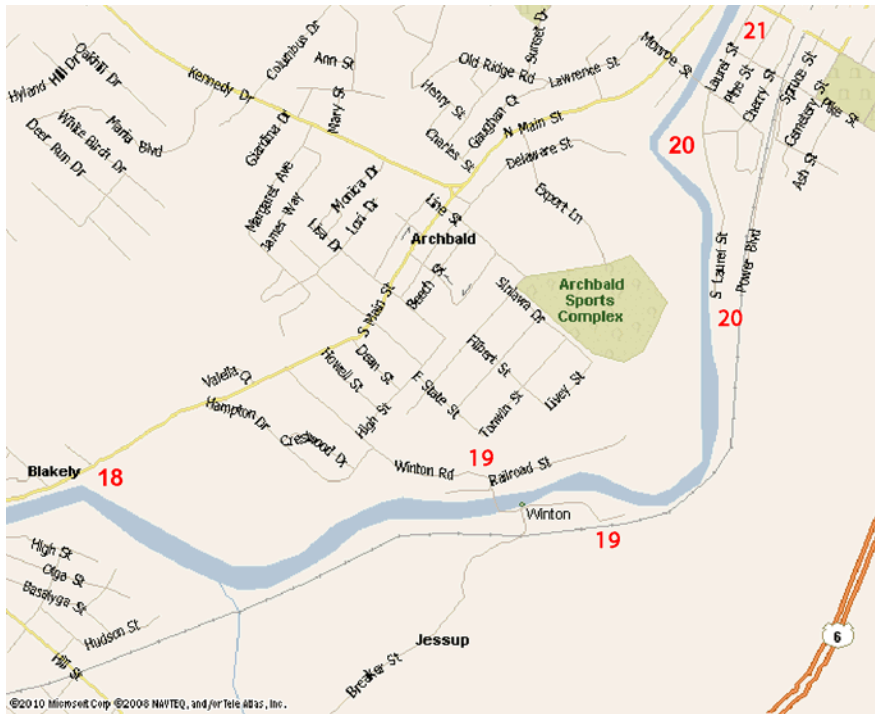 21
Sunset Dr
Columbus Dr
Oakhill Dr
Hyland Hill Dr
Ann St
Old Ridge Rd
Lawrence St
Monroe St
Laurel St
Pine St
Cherry St
Spruce St
Cemetery St
Pike St
Ash St
Kennedy Dr
Mary St
Henry St
Gaughan Ct
Charles St
N Main St
Delaware St
20
White Birch Dr
Maria Blvd
Deer Run Dr
Giardina Dr
Margaret Ave
James Way
Monica Dr
Lisa Dr
Lori Dr
Line St
Export Ln
Archbald
S Laurel St
Power Blvd
Beech St
S Main St
Archbald
Sports
Complex
Simawa Dr
20
Valella Ct
Howell St
Dean St
Filbert St
Livey St
Hampton Dr
High St
E State St
Tomwin St
Crestwood Dr
Winton Rd
19
Railroad St
Blakely
18
Winton
19
High St
Olga St
Basalyga St
Hudson St
Hill St
Jessup
Breaker St
6
©2010 Microsoft Corp ©2008 NAVTEQ, and/or Tele Atlas, Inc.